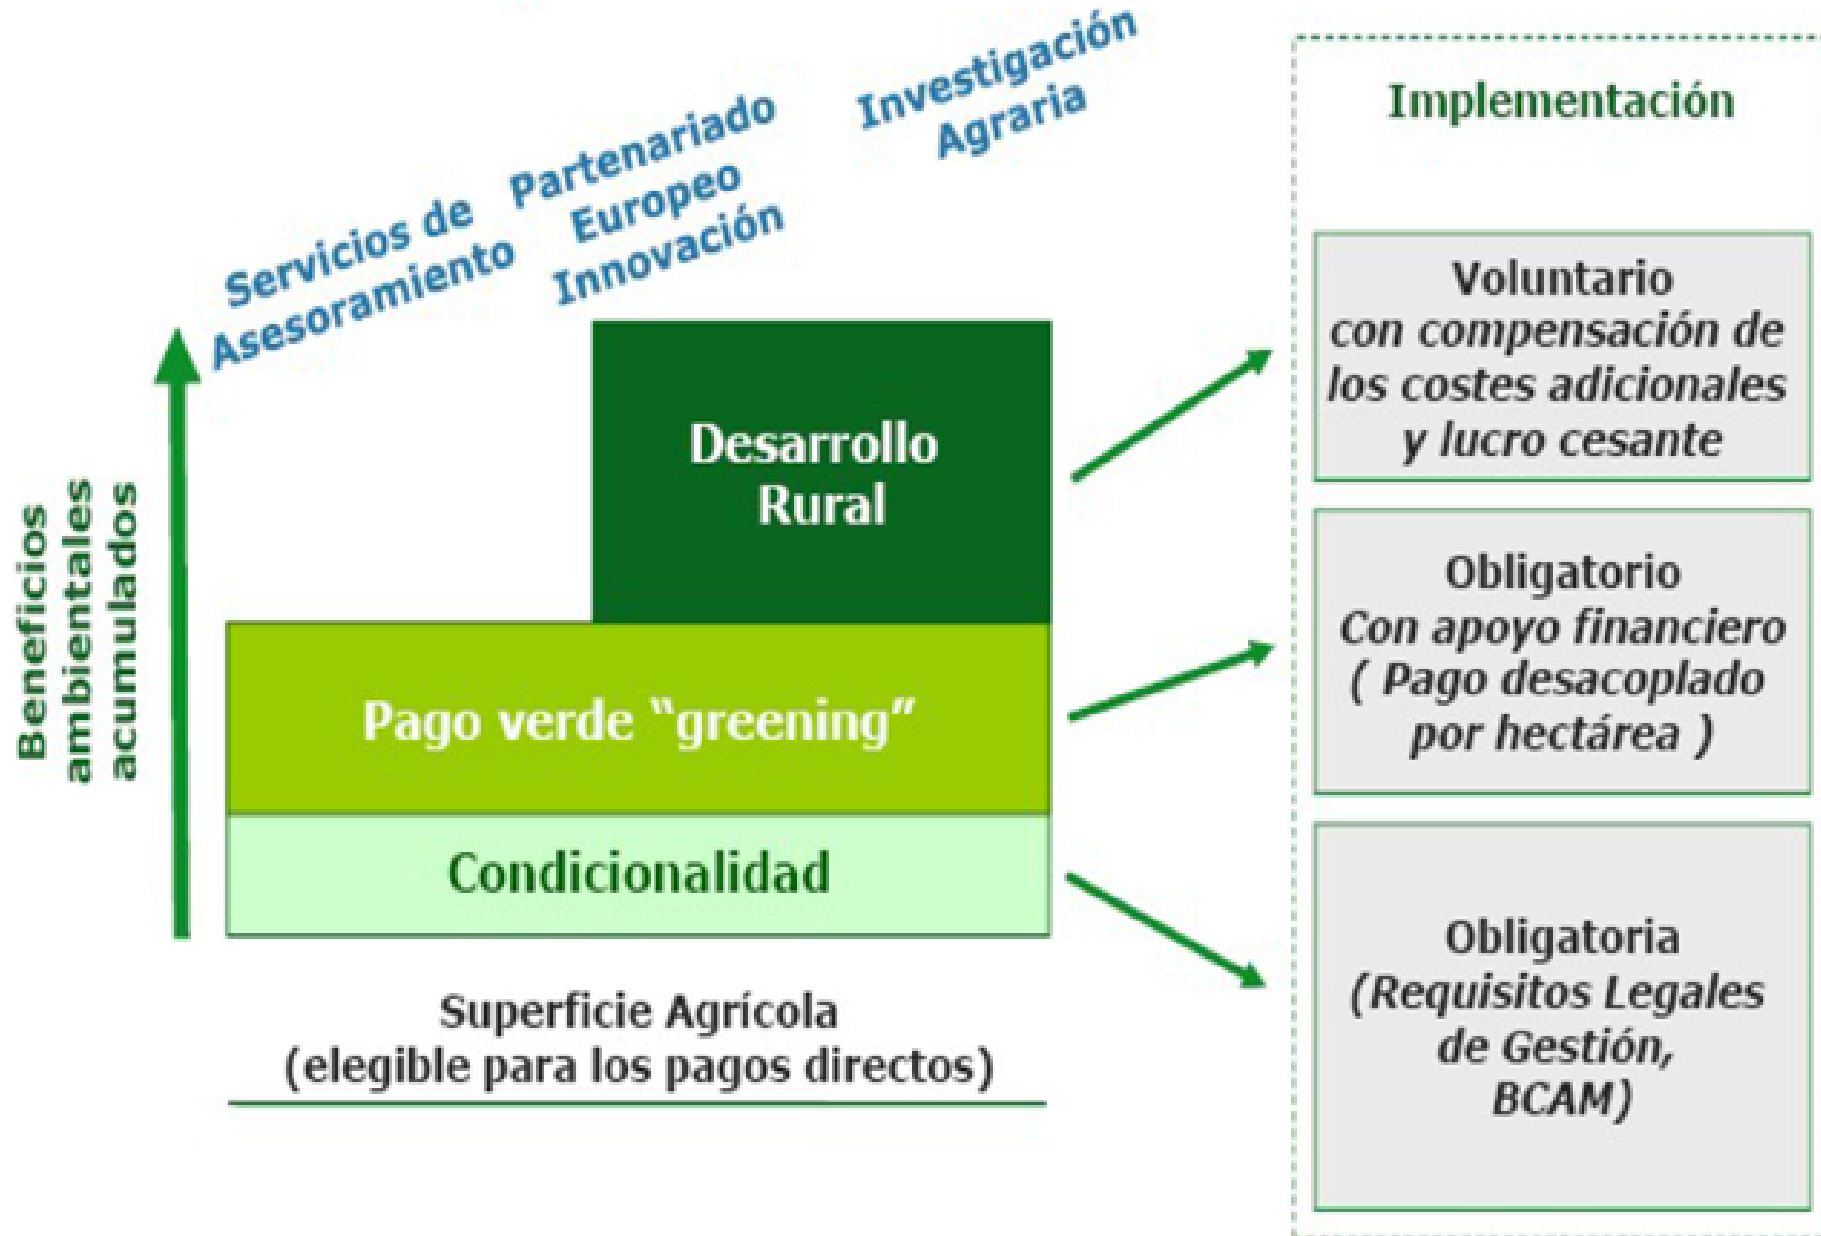 Servicios de
Asesoramiento
Partenariado
Europeo
Innovación
Investigación
Agraria
Beneficios
ambientales
acumulados
Desarrollo
Rural
Pago verde “greening”
Condicionalidad
Superficie Agrícola
(elegible para los pagos directos)
Implementación
Voluntario
con compensación de
los costes adicionales
y lucro cesante
Obligatorio
Con apoyo financiero
( Pago desacoplado
por hectárea )
Obligatoria
(Requisitos Legales
de Gestión,
BCAM)